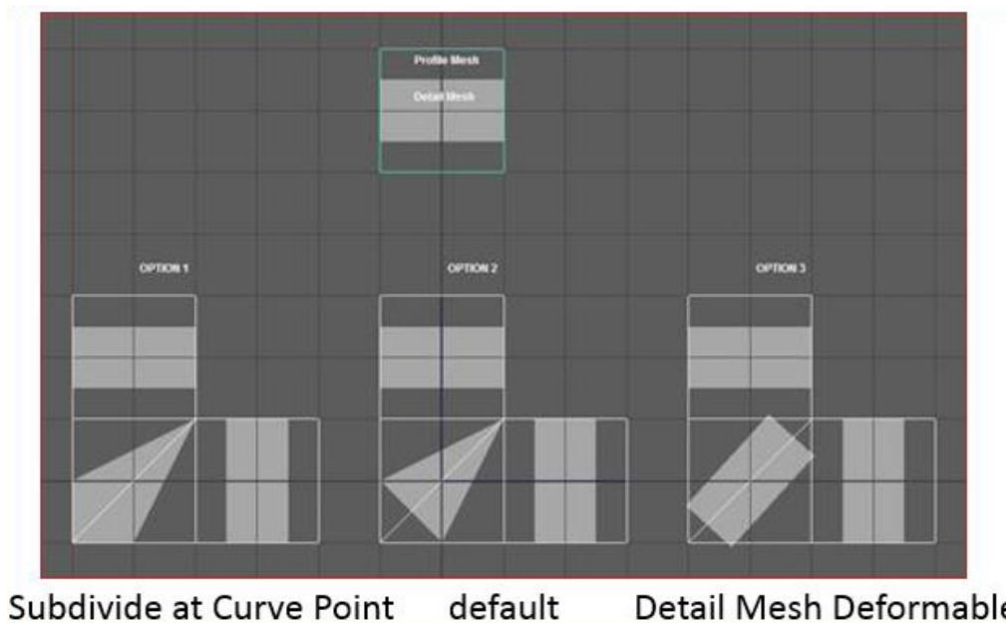 Profile Mesh
Detail Mesh
OPTION 1 OPTION 2 OPTION 3
Subdivide at Curve Point default Detail Mesh Deformable